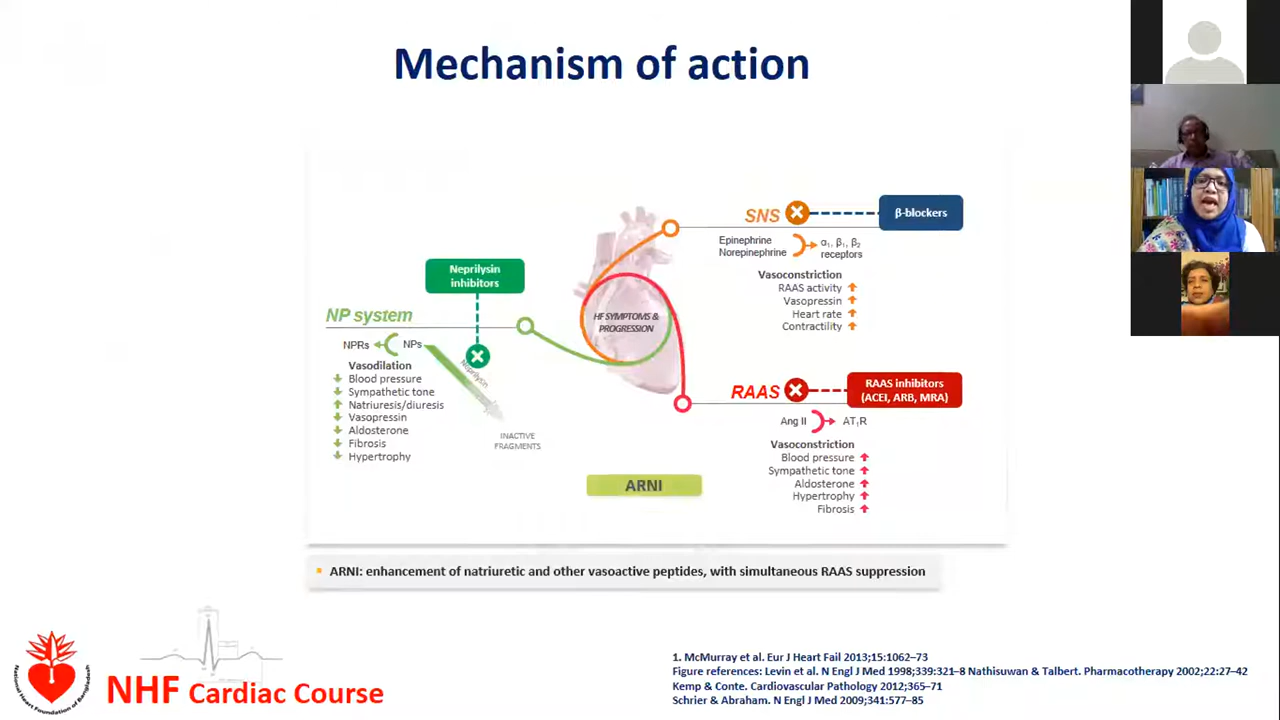 Mechanism of action
SNS
β-blockers
Epinephrine
Norepinephrine
α₁, β₁, β₂
receptors
Vasoconstriction
RAAS activity
Vasopressin
Heart rate
Contractility
Neprilysin
inhibitors
NP system
NPRs
NPs
Neprilysin
Vasodilation
Blood pressure
Sympathetic tone
Natriuresis/diuresis
Vasopressin
Aldosterone
Fibrosis
Hypertrophy
INACTIVE
FRAGMENTS
HF SYMPTOMS &
PROGRESSION
RAAS
RAAS inhibitors
(ACEI, ARB, MRA)
Ang II
AT₁R
Vasoconstriction
Blood pressure
Sympathetic tone
Aldosterone
Hypertrophy
Fibrosis
ARNI
ARNI: enhancement of natriuretic and other vasoactive peptides, with simultaneous RAAS suppression
National Heart Foundation of Bangladesh
NHF Cardiac Course
1. McMurray et al. Eur J Heart Fail 2013;15:1062–73
Figure references: Levin et al. N Engl J Med 1998;339:321–8 Nathisuwan & Talbert. Pharmacotherapy 2002;22:27–42
Kemp & Conte. Cardiovascular Pathology 2012;365–71
Schrier & Abraham. N Engl J Med 2009;341:577–85